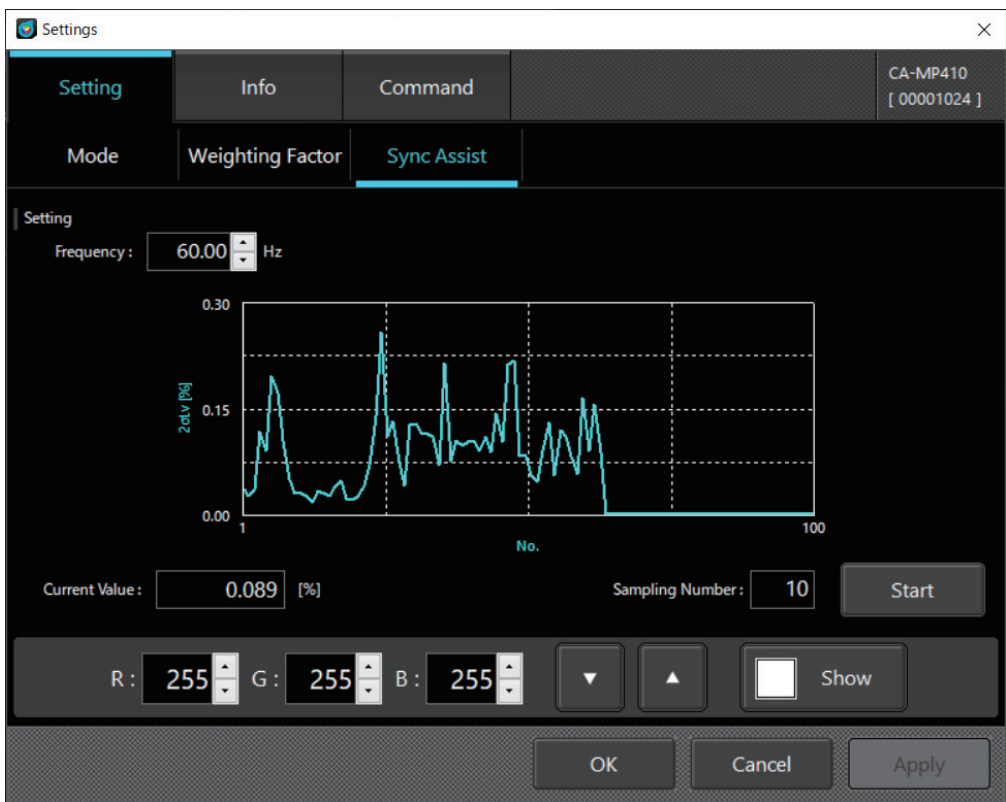 Settings
Setting Info Command CA-MP410
[ 00001024 ]
Mode Weighting Factor Sync Assist
Setting
Frequency : 60.00 Hz
0.30
2σLv [%]
0.15
0.00
1 100
No.
Current Value : 0.089 [%] Sampling Number : 10 Start
R : 255 G : 255 B : 255 Show
OK Cancel Apply